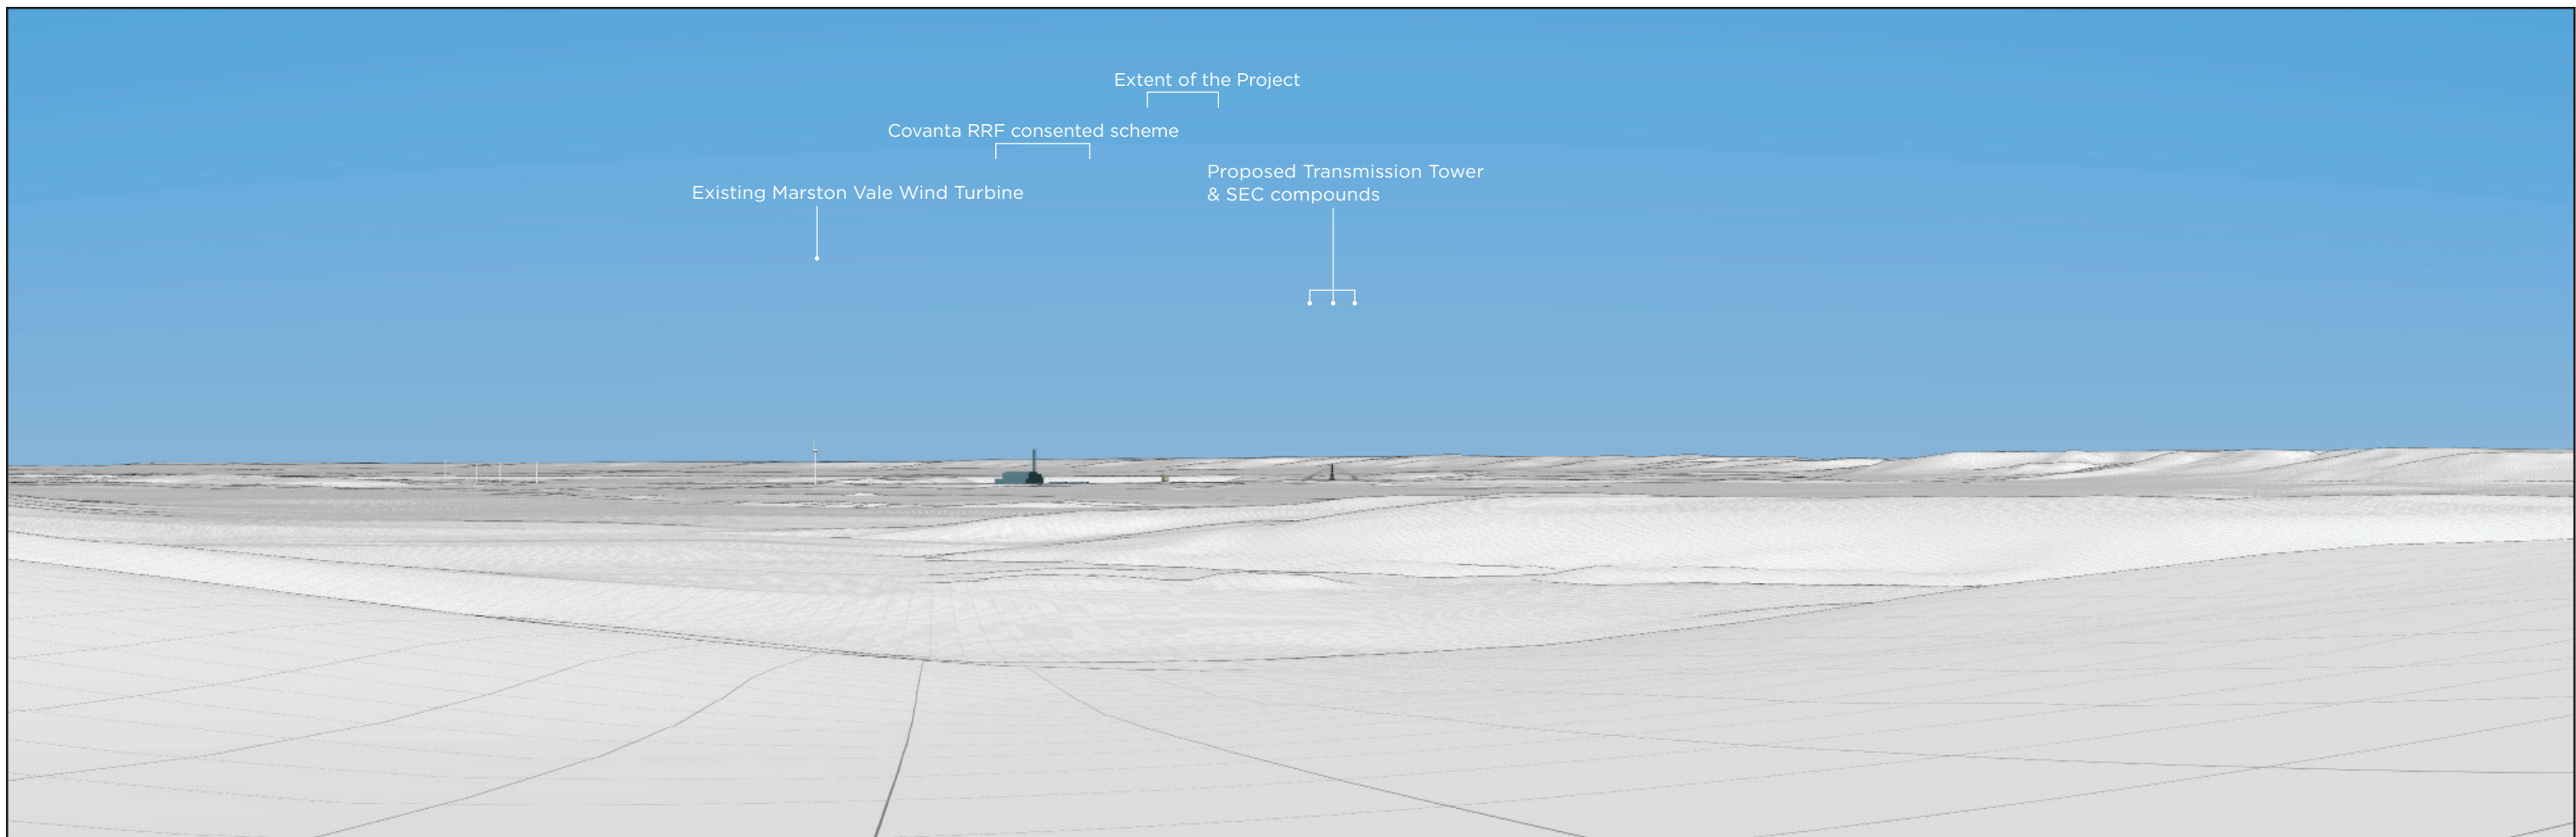 Extent of the Project
Covanta RRF consented scheme
Proposed Transmission Tower
& SEC compounds
Existing Marston Vale Wind Turbine